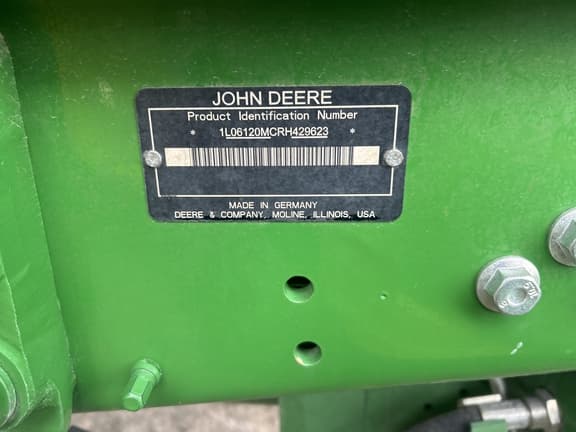 JOHN DEERE
Product Identification Number
* 1L06120MCRH429623 *
MADE IN GERMANY
DEERE & COMPANY, MOLINE, ILLINOIS, USA